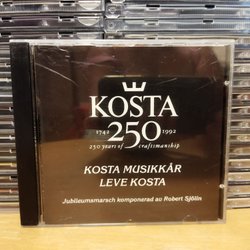 KOSTA
1742 250 1992
250 years of craftsmanship
KOSTA MUSIKKÅR
LEVE KOSTA
Jubileumsmarsch komponerad av Robert Sjölin